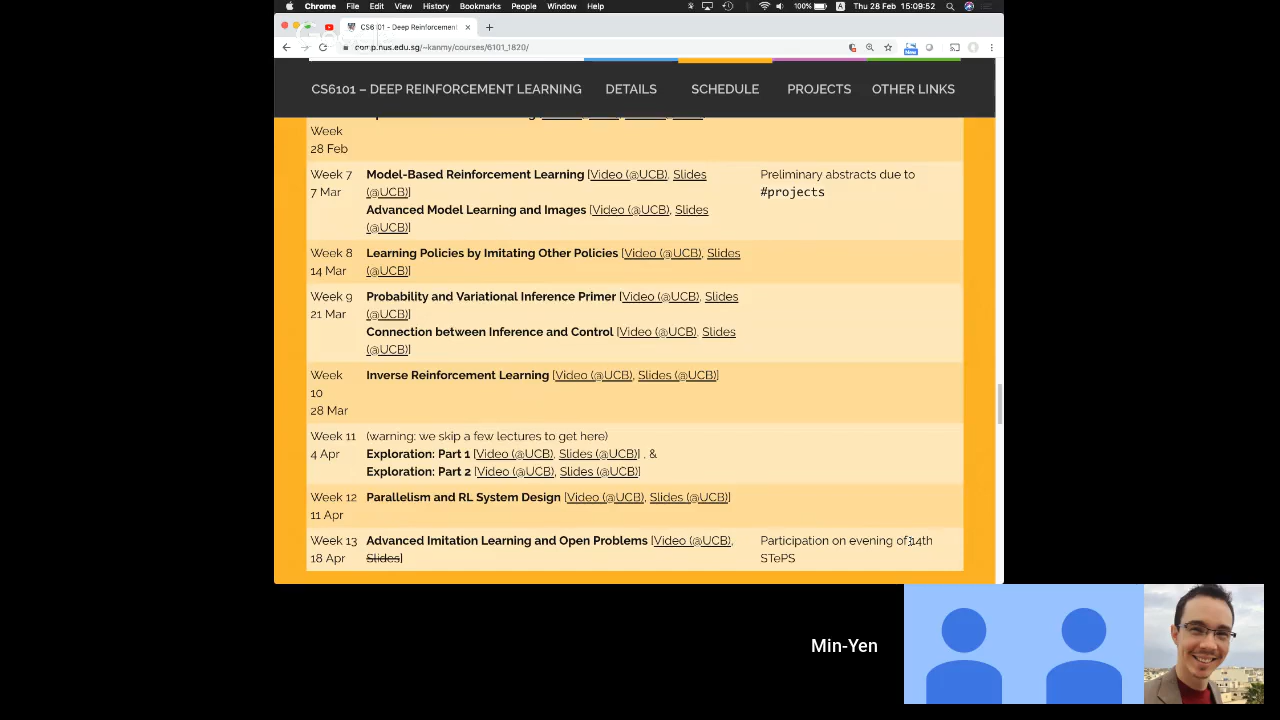 Chrome File Edit View History Bookmarks People Window Help 100% Thu 28 Feb 15:09:52
CS6101 - Deep Reinforcement
comp.nus.edu.sg/~kanmy/courses/6101_1820/
New
CS6101 – DEEP REINFORCEMENT LEARNING DETAILS SCHEDULE PROJECTS OTHER LINKS
Week
28 Feb
Week 7 Model-Based Reinforcement Learning [Video (@UCB), Slides Preliminary abstracts due to
7 Mar (@UCB)] #projects
Advanced Model Learning and Images [Video (@UCB), Slides
(@UCB)]
Week 8 Learning Policies by Imitating Other Policies [Video (@UCB), Slides
14 Mar (@UCB)]
Week 9 Probability and Variational Inference Primer [Video (@UCB), Slides
21 Mar (@UCB)]
Connection between Inference and Control [Video (@UCB), Slides
(@UCB)]
Week Inverse Reinforcement Learning [Video (@UCB), Slides (@UCB)]
10
28 Mar
Week 11 (warning: we skip a few lectures to get here)
4 Apr Exploration: Part 1 [Video (@UCB), Slides (@UCB)] , &
Exploration: Part 2 [Video (@UCB), Slides (@UCB)]
Week 12 Parallelism and RL System Design [Video (@UCB), Slides (@UCB)]
11 Apr
Week 13 Advanced Imitation Learning and Open Problems [Video (@UCB), Participation on evening of 14th
18 Apr Slides] STePS
Min-Yen